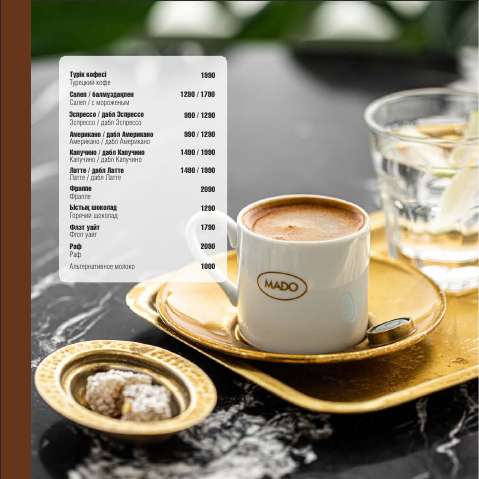 Түрік кофесі 1990
Турецкий кофе
Салеп / балмұздақпен 1290 / 1790
Салеп / с мороженым
Эспрессо / дабл Эспрессо 990 / 1290
Эспрессо / дабл Эспрессо
Американо / дабл Американо 990 / 1290
Американо / дабл Американо
Капучино / дабл Капучино 1490 / 1990
Капучино / дабл Капучино
Латте / дабл Латте 1490 / 1990
Латте / дабл Латте
Фраппе 2090
Фраппе
Ыстық шоколад 1290
Горячий шоколад
Флэт уайт 1790
Флэт уайт
Раф 2090
Раф
Альтернативное молоко 1000
MADO